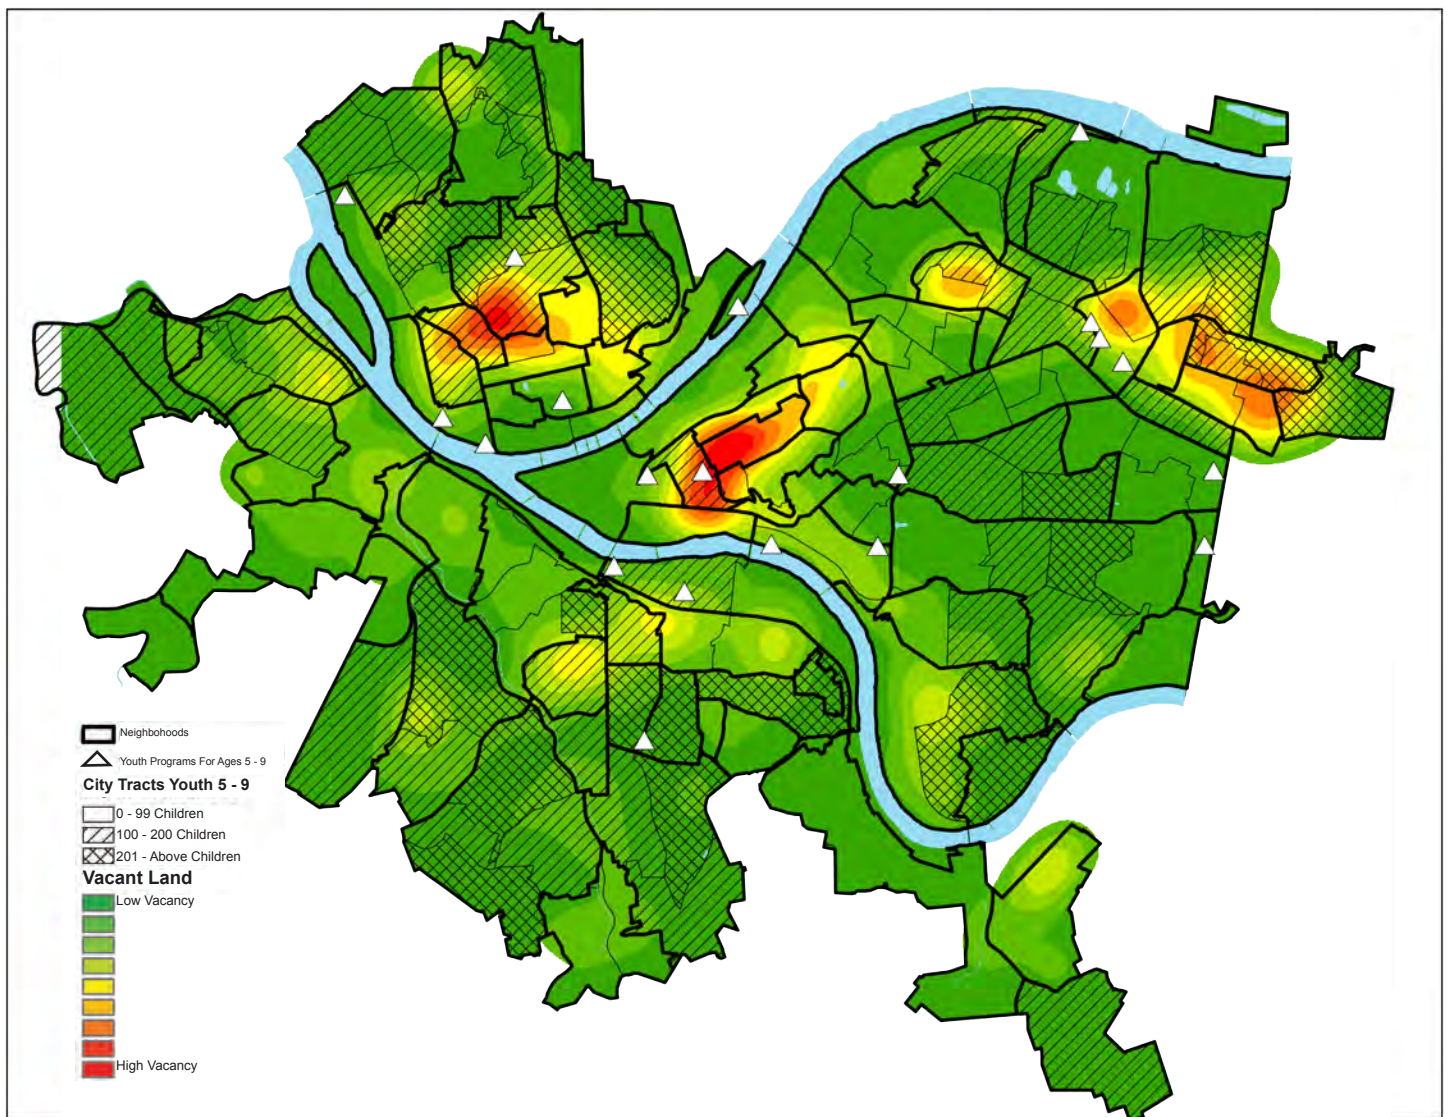 Neighbohoods
Youth Programs For Ages 5 - 9
City Tracts Youth 5 - 9
0 - 99 Children
100 - 200 Children
201 - Above Children
Vacant Land
Low Vacancy
High Vacancy